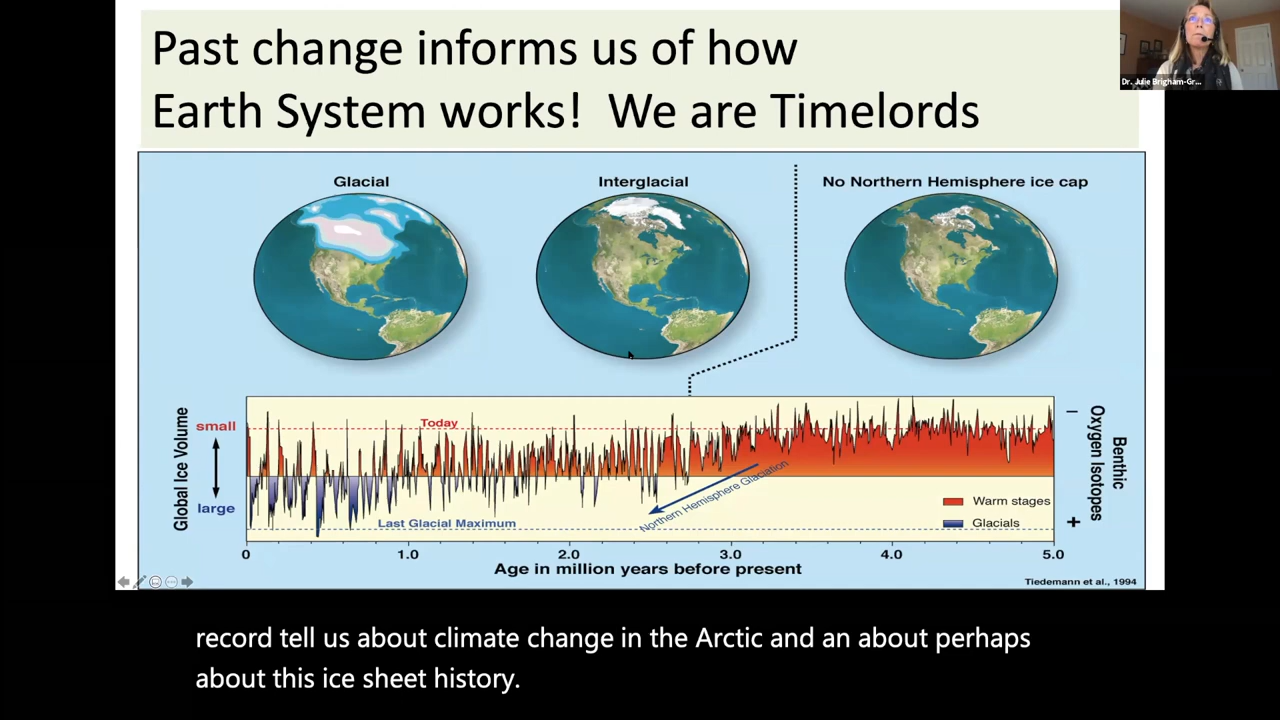 Past change informs us of how
Earth System works!  We are Timelords
Dr. Julie Brigham-Gr...
Glacial
Interglacial
No Northern Hemisphere ice cap
Global Ice Volume
small
large
Today
Last Glacial Maximum
Northern Hemisphere Glaciation
Warm stages
Glacials
−
+
Benthic
Oxygen Isotopes
0
1.0
2.0
3.0
4.0
5.0
Age in million years before present
Tiedemann et al., 1994
record tell us about climate change in the Arctic and an about perhaps
about this ice sheet history.